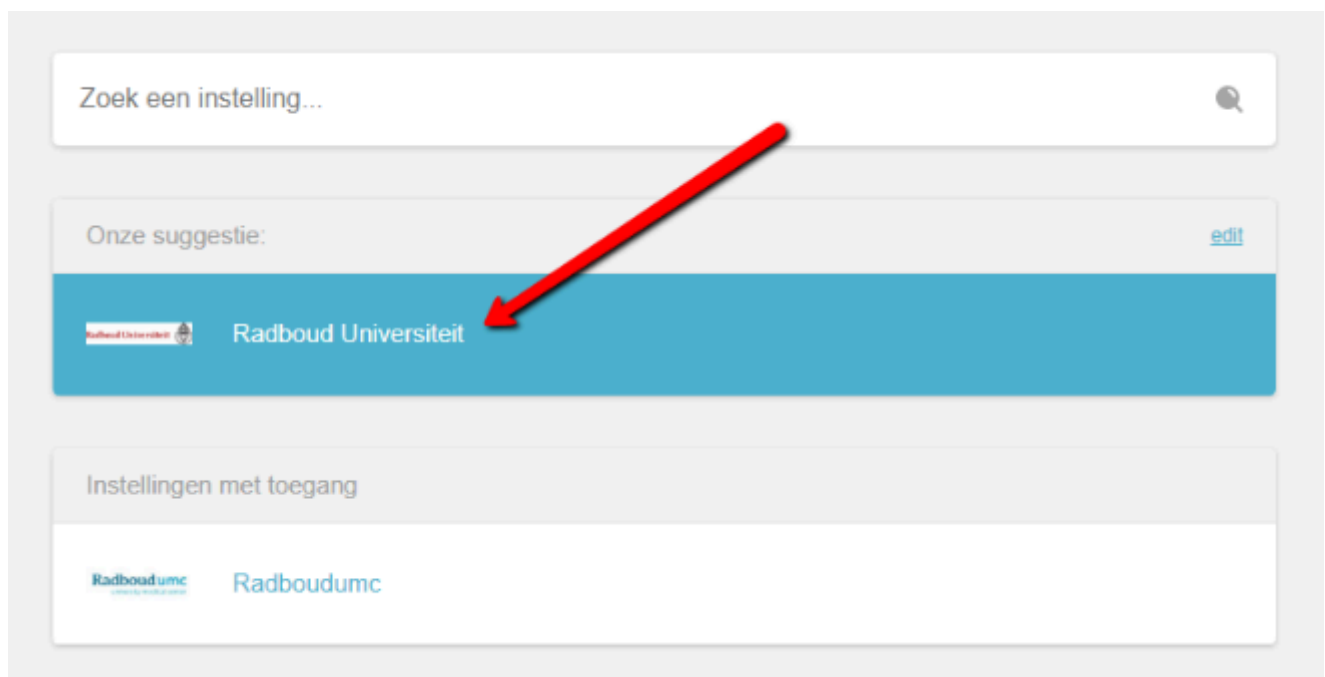 Zoek een instelling...
Onze suggestie:
edit
Radboud Universiteit
Radboud Universiteit
Instellingen met toegang
Radboudumc
Radboudumc